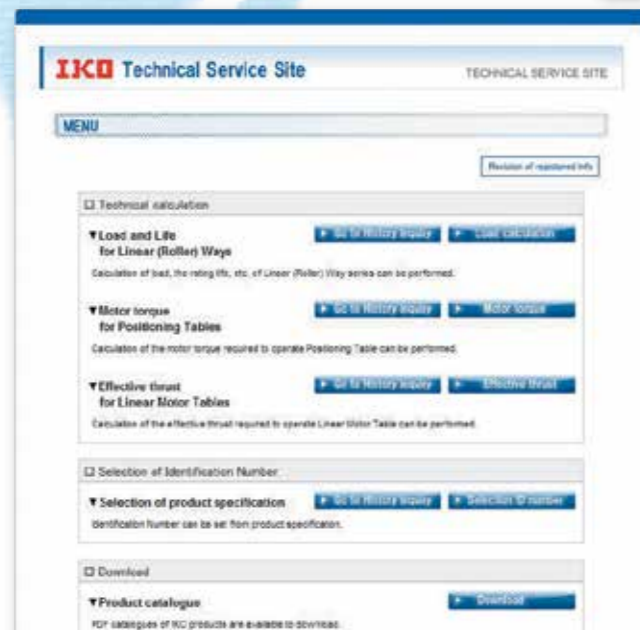 IKO Technical Service Site
TECHNICAL SERVICE SITE
MENU
Revision of registered info
Technical calculation
▼Load and Life
for Linear (Roller) Ways
Go to History inquiry
Load calculation
Calculation of load, the rating life, etc. of Linear (Roller) Way series can be performed.
▼Motor torque
for Positioning Tables
Go to History inquiry
Motor torque
Calculation of the motor torque required to operate Positioning Table can be performed.
▼Effective thrust
for Linear Motor Tables
Go to History inquiry
Effective thrust
Calculation of the effective thrust required to operate Linear Motor Table can be performed.
Selection of Identification Number
▼Selection of product specification
Go to History inquiry
Selection ID number
Identification Number can be set from product specification.
Download
▼Product catalogue
Download
PDF catalogues of IKO products are available to download.